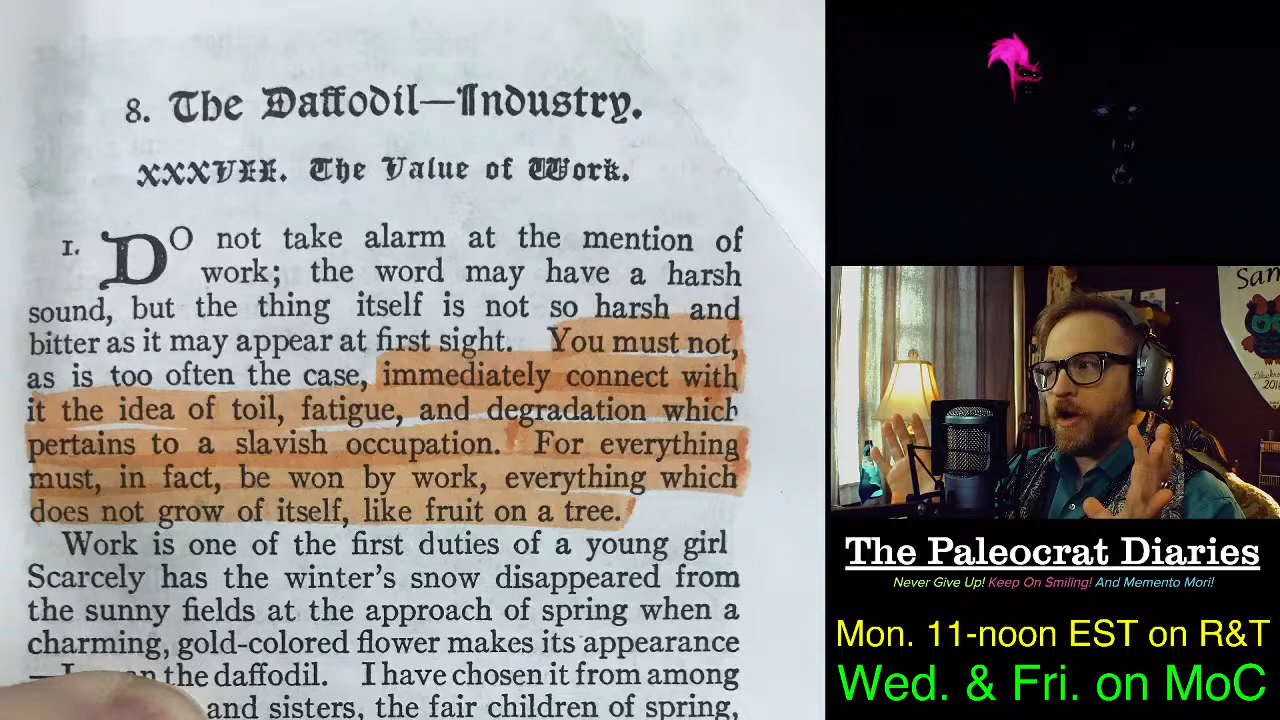 8. The Daffodil—Industry.
XXXVII. The Value of Work.
1. DO not take alarm at the mention of
work; the word may have a harsh
sound, but the thing itself is not so harsh and
bitter as it may appear at first sight. You must not,
as is too often the case, immediately connect with
it the idea of toil, fatigue, and degradation which
pertains to a slavish occupation. For everything
must, in fact, be won by work, everything which
does not grow of itself, like fruit on a tree.
Work is one of the first duties of a young girl
Scarcely has the winter's snow disappeared from
the sunny fields at the approach of spring when a
charming, gold-colored flower makes its appearance
the daffodil. I have chosen it from among
and sisters, the fair children of spring,
San
The Paleocrat Diaries
Never Give Up! Keep On Smiling! And Memento Mori!
Mon. 11-noon EST on R&T
Wed. & Fri. on MoC